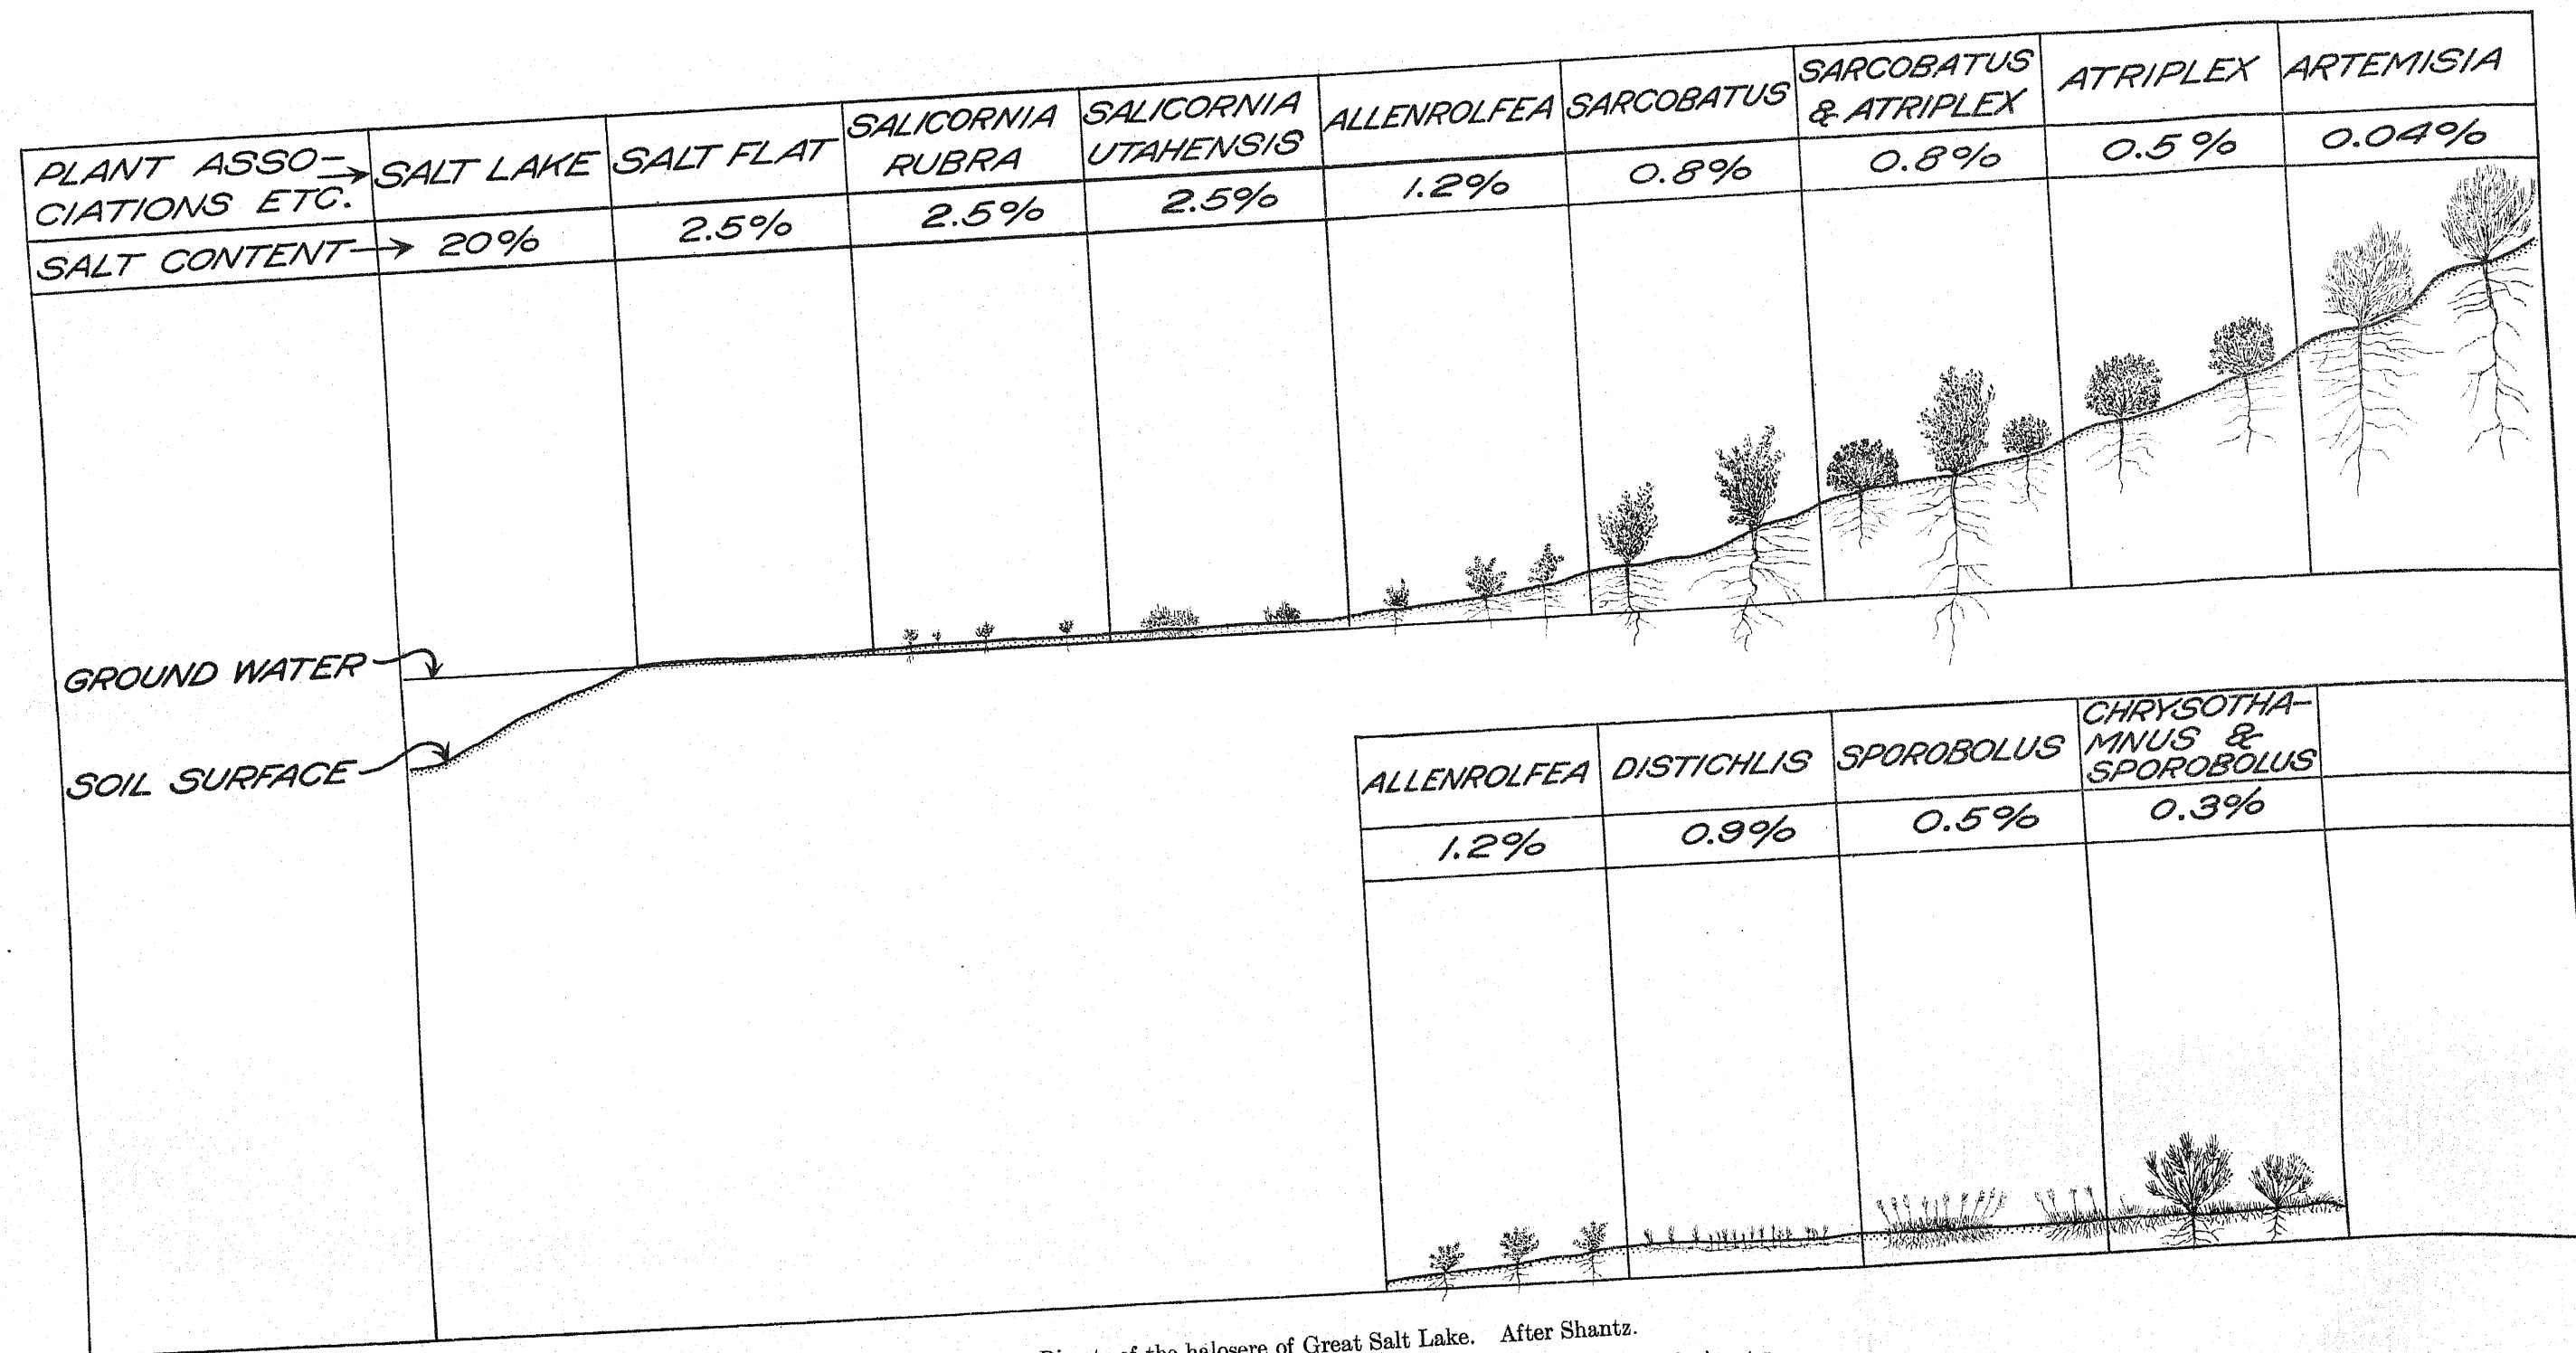 PLANT ASSO-→
CIATIONS ETC.
SALT LAKE
SALT FLAT
SALICORNIA
RUBRA
SALICORNIA
UTAHENSIS
ALLENROLFEA
SARCOBATUS
SARCOBATUS
& ATRIPLEX
ATRIPLEX
ARTEMISIA
SALT CONTENT→
20%
2.5%
2.5%
2.5%
1.2%
0.8%
0.8%
0.5%
0.04%
GROUND WATER
SOIL SURFACE
ALLENROLFEA
DISTICHLIS
SPOROBOLUS
CHRYSOTHA-
MNUS &
SPOROBOLUS
1.2%
0.9%
0.5%
0.3%
of the halosere of Great Salt Lake. After Shantz.